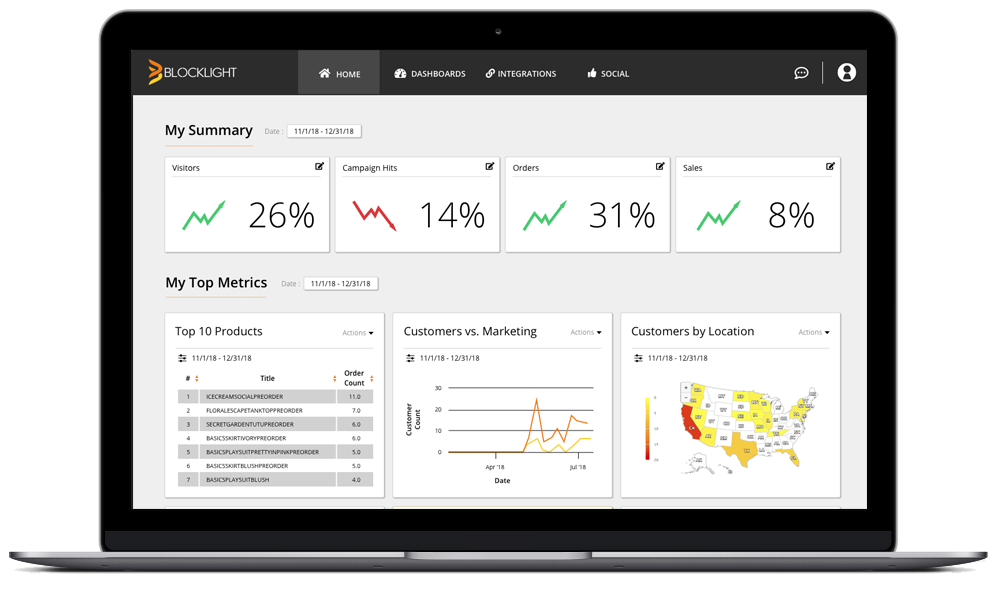 BLOCKLIGHT
HOME
DASHBOARDS
INTEGRATIONS
SOCIAL
My Summary
Date :
11/1/18 - 12/31/18
Visitors
26%
Campaign Hits
14%
Orders
31%
Sales
8%
My Top Metrics
Date :
11/1/18 - 12/31/18
Top 10 Products
Actions
11/1/18 - 12/31/18
# Title Order
Count
1 ICECREAMSOCIALPREORDER 11.0
2 FLORALESCAPETANKTOPPREORDER 7.0
3 SECRETGARDENTUTUPREORDER 6.0
4 BASICSSKIRTIVORYPREORDER 6.0
5 BASICSPLAYSUITPRETTYINPINKPREORDER 5.0
6 BASICSSKIRTBLUSHPREORDER 5.0
7 BASICSPLAYSUITBLUSH 4.0
Customers vs. Marketing
Actions
11/1/18 - 12/31/18
Customer
Count
30
20
10
0
Apr '18
Jul '18
Date
Customers by Location
Actions
11/1/18 - 12/31/18